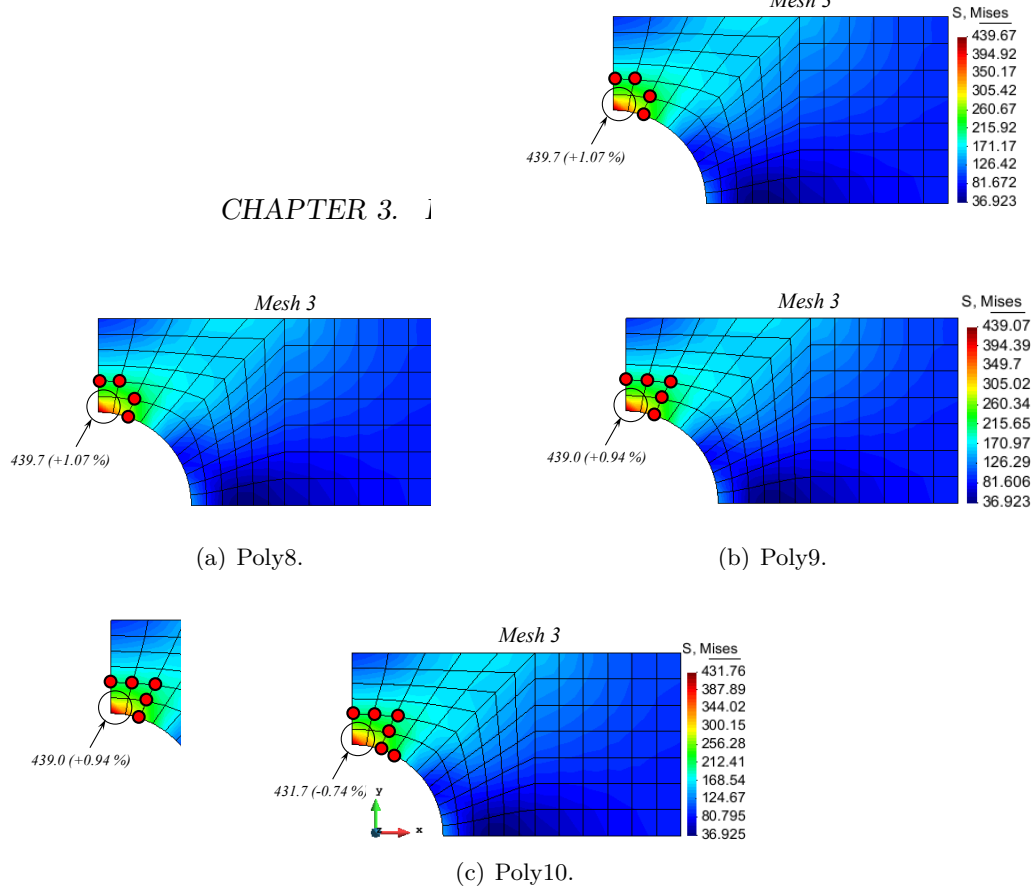 Mesh 3
S, Mises
439.67
394.92
350.17
305.42
260.67
215.92
171.17
126.42
81.672
36.923
439.7 (+1.07 %)
CHAPTER 3.
Mesh 3
439.7 (+1.07 %)
(a) Poly8.
Mesh 3
S, Mises
439.07
394.39
349.7
305.02
260.34
215.65
170.97
126.29
81.606
36.923
439.0 (+0.94 %)
(b) Poly9.
439.0 (+0.94 %)
Mesh 3
S, Mises
431.76
387.89
344.02
300.15
256.28
212.41
168.54
124.67
80.795
36.925
431.7 (-0.74 %)
y
z
x
(c) Poly10.